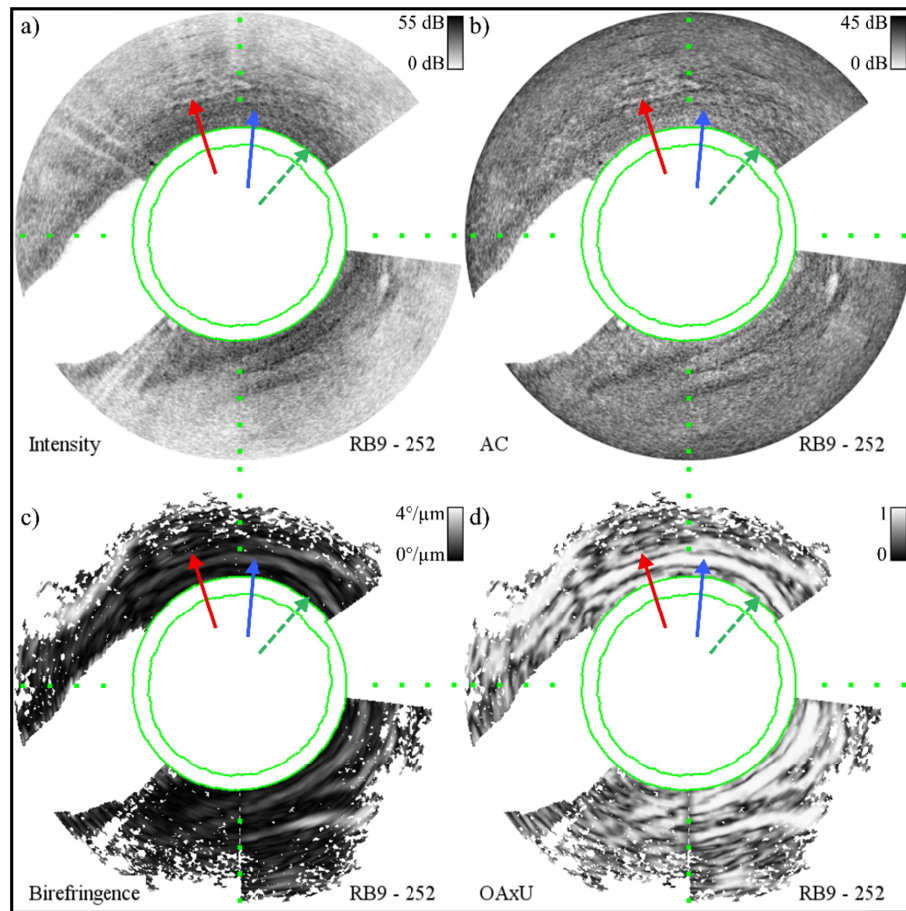 a)
55 dB
0 dB
b)
45 dB
0 dB
Intensity
RB9 - 252
AC
RB9 - 252
c)
4°/µm
0°/µm
d)
1
0
Birefringence
RB9 - 252
OAxU
RB9 - 252